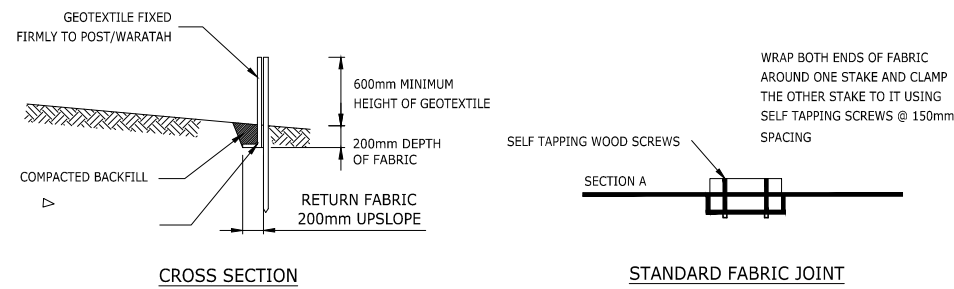 GEOTEXTILE FIXED
FIRMLY TO POST/WARATAH
600mm MINIMUM
HEIGHT OF GEOTEXTILE
200mm DEPTH
OF FABRIC
COMPACTED BACKFILL
RETURN FABRIC
200mm UPSLOPE
CROSS SECTION
WRAP BOTH ENDS OF FABRIC
AROUND ONE STAKE AND CLAMP
THE OTHER STAKE TO IT USING
SELF TAPPING SCREWS @ 150mm
SPACING
SELF TAPPING WOOD SCREWS
SECTION A
STANDARD FABRIC JOINT